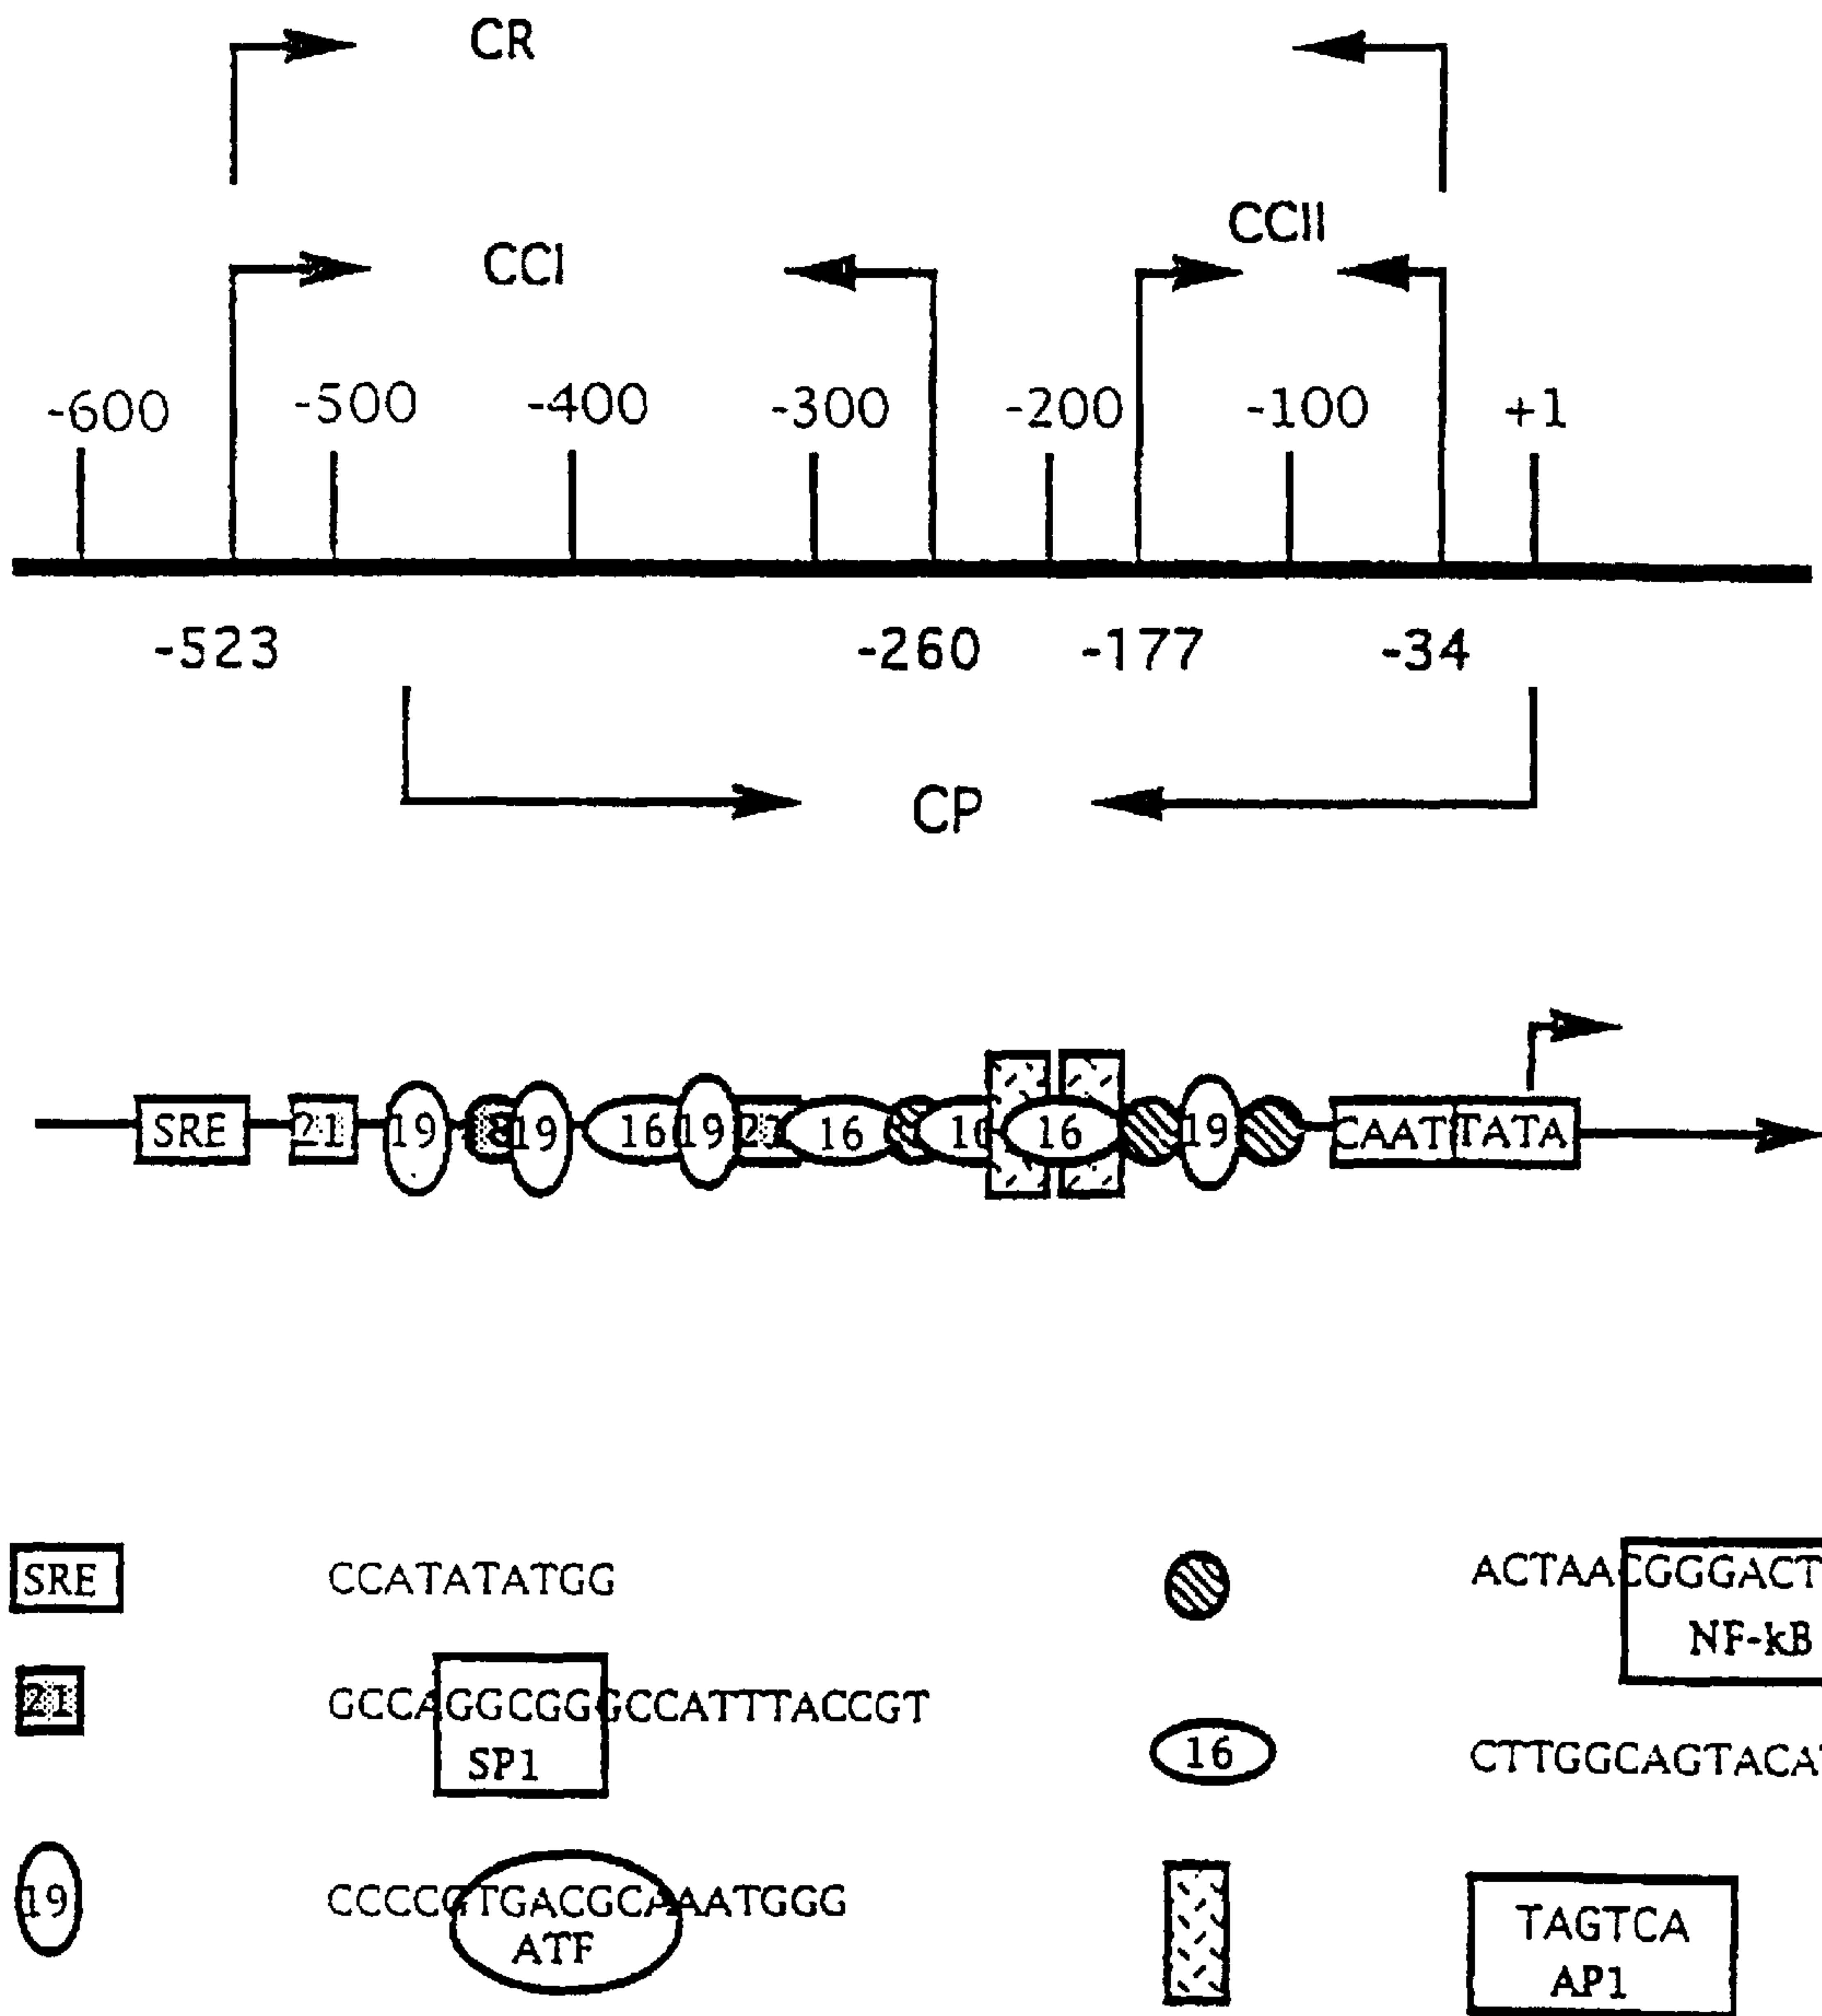 CR
CCI
CCII
-600 -500 -400 -300 -200 -100 +1
-523 -260 -177 -34
CP
SRE 21 19 19 16 19 16 16 19 CAAT TATA
SRE CCATATATGG
ACTAACGGGACT
NF-kB
21 GCCAGGCGGGCCATTTACCGT
SP1
16 CTTGGCAGTACA
19 CCCCGTGACGCAAATGGG
ATF
TAGTCA
AP1